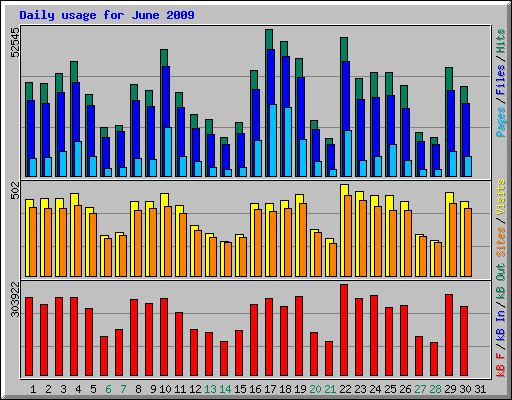 Daily usage for June 2009
52545
Pages / Files / Hits
502
Sites / Visits
303922
kB F / kB In / kB Out
1 2 3 4 5 6 7 8 9 10 11 12 13 14 15 16 17 18 19 20 21 22 23 24 25 26 27 28 29 30 31